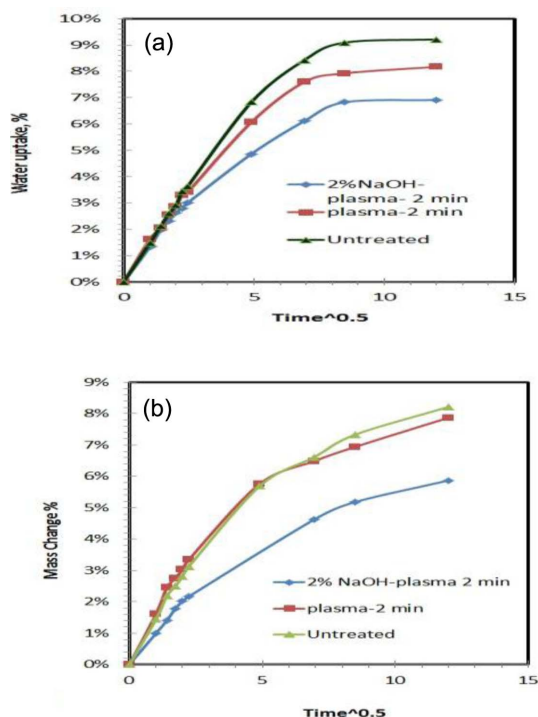 (a)
10%
9%
8%
7%
6%
5%
4%
3%
2%
1%
0%
Water uptake, %
2%NaOH-
plasma- 2 min
plasma-2 min
Untreated
0 5 10 15
Time^0.5
(b)
9%
8%
7%
6%
5%
4%
3%
2%
1%
0%
Mass Change %
2% NaOH-plasma 2 min
plasma-2 min
Untreated
0 5 10 15
Time^0.5